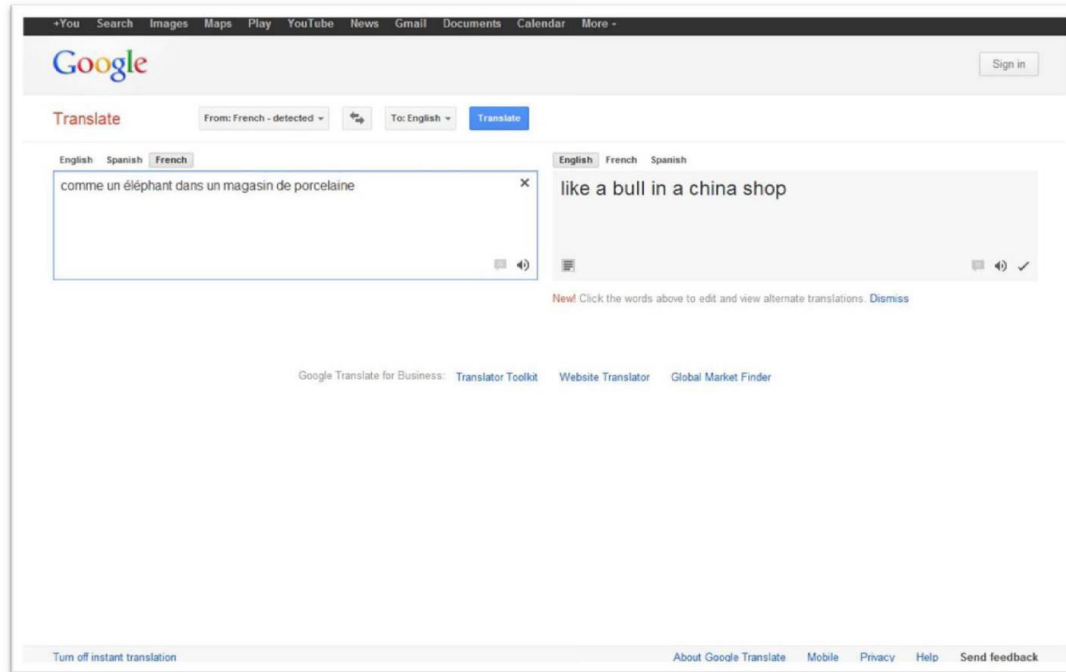 +You Search Images Maps Play YouTube News Gmail Documents Calendar More
Google
Sign in
Translate From: French - detected To: English Translate
English Spanish French
English French Spanish
comme un éléphant dans un magasin de porcelaine
like a bull in a china shop
New! Click the words above to edit and view alternate translations. Dismiss
Google Translate for Business: Translator Toolkit Website Translator Global Market Finder
Turn off instant translation About Google Translate Mobile Privacy Help Send feedback